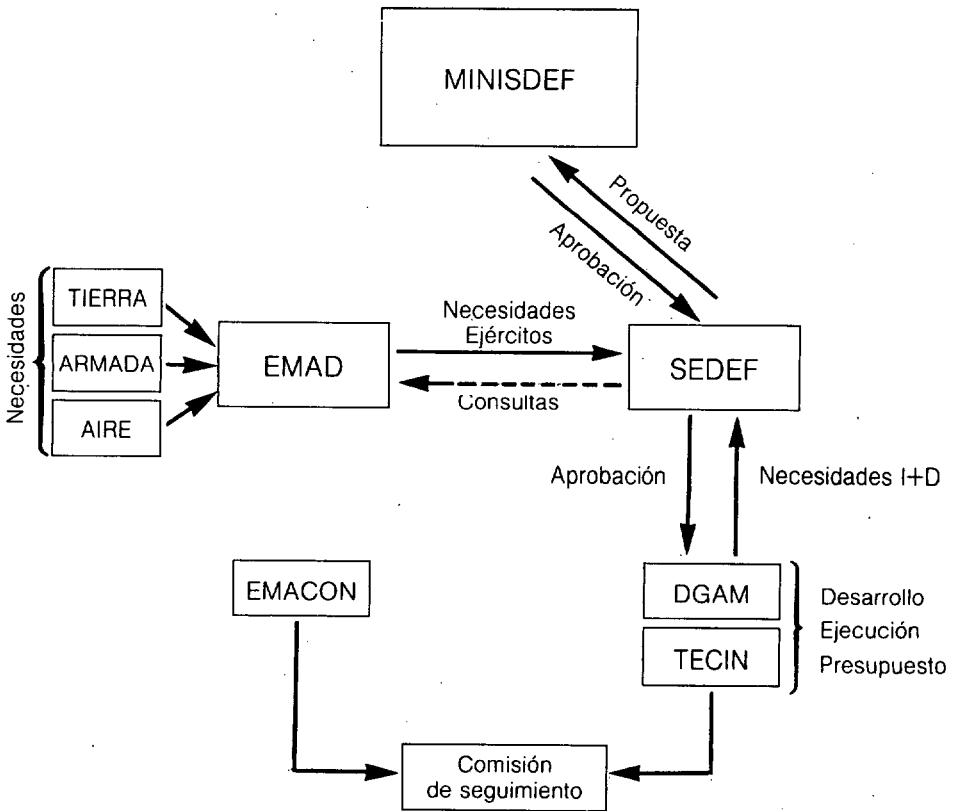 MINISDEF
Propuesta
Aprobación
Necesidades
TIERRA
ARMADA
AIRE
EMAD
Necesidades
Ejércitos
Consultas
SEDEF
Aprobación
Necesidades I+D
EMACON
DGAM
TECIN
Desarrollo
Ejecución
Presupuesto
Comisión
de seguimiento